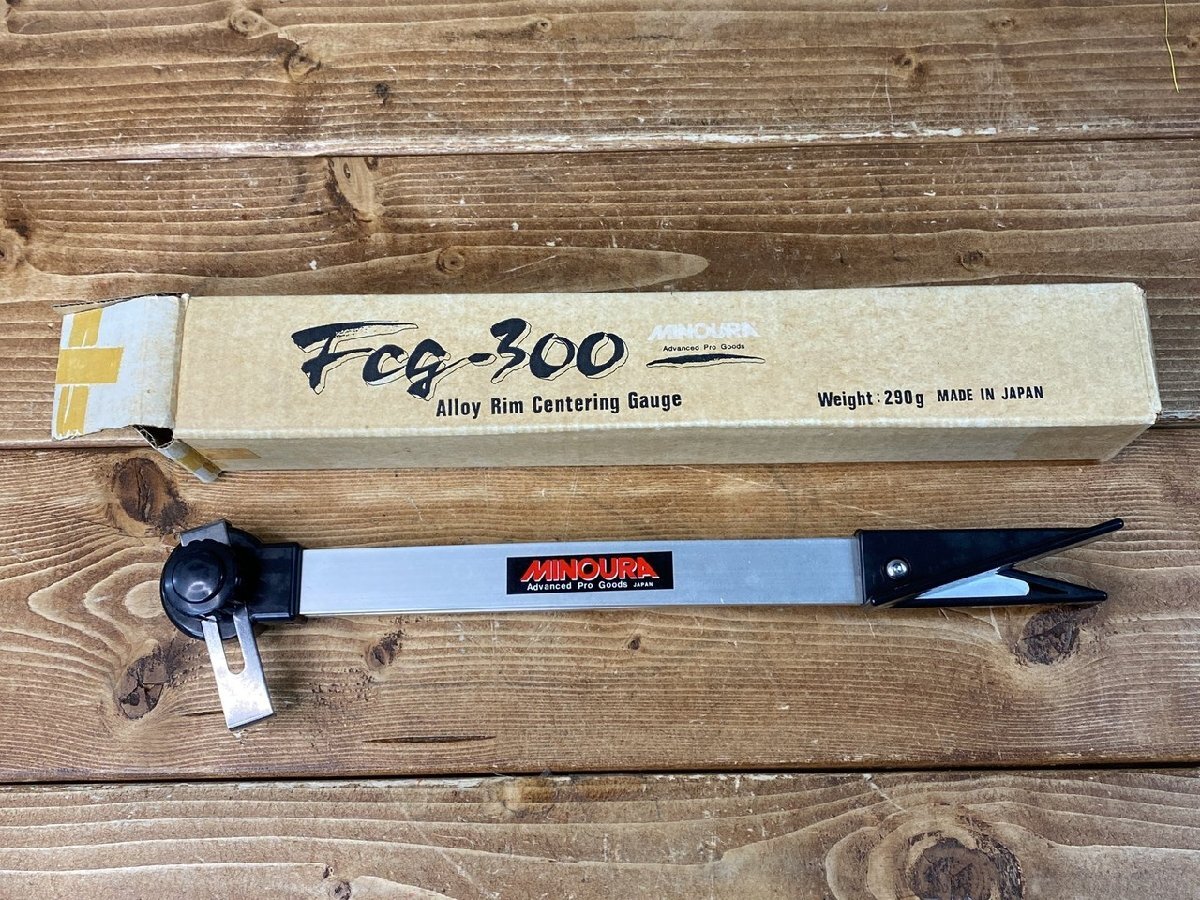 Fcg-300
MINOURA
Advanced Pro Goods
Alloy Rim Centering Gauge
Weight:290g MADE IN JAPAN
MINOURA
Advanced Pro Goods JAPAN